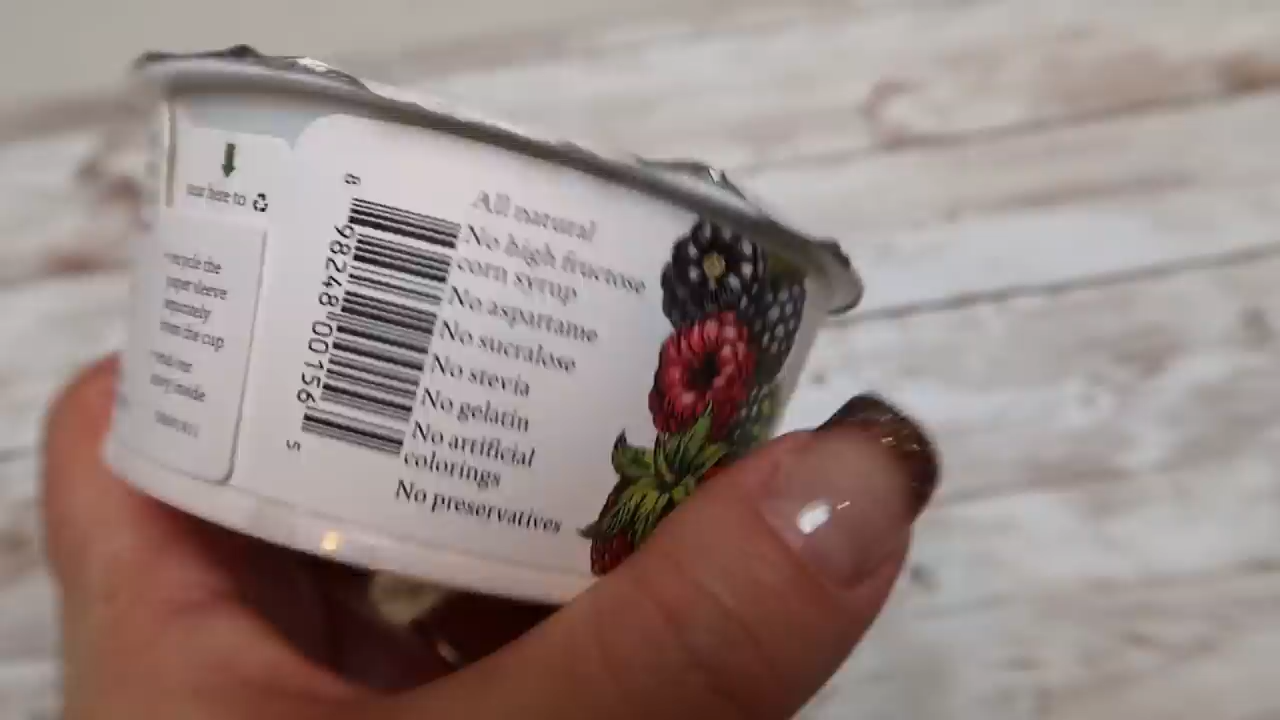 here to
recycle the
paper sleeve
separately
from the cup
inside
8
98248 00156
5
All natural
No high fructose
corn syrup
No aspartame
No sucralose
No stevia
No gelatin
No artificial
colorings
No preservatives